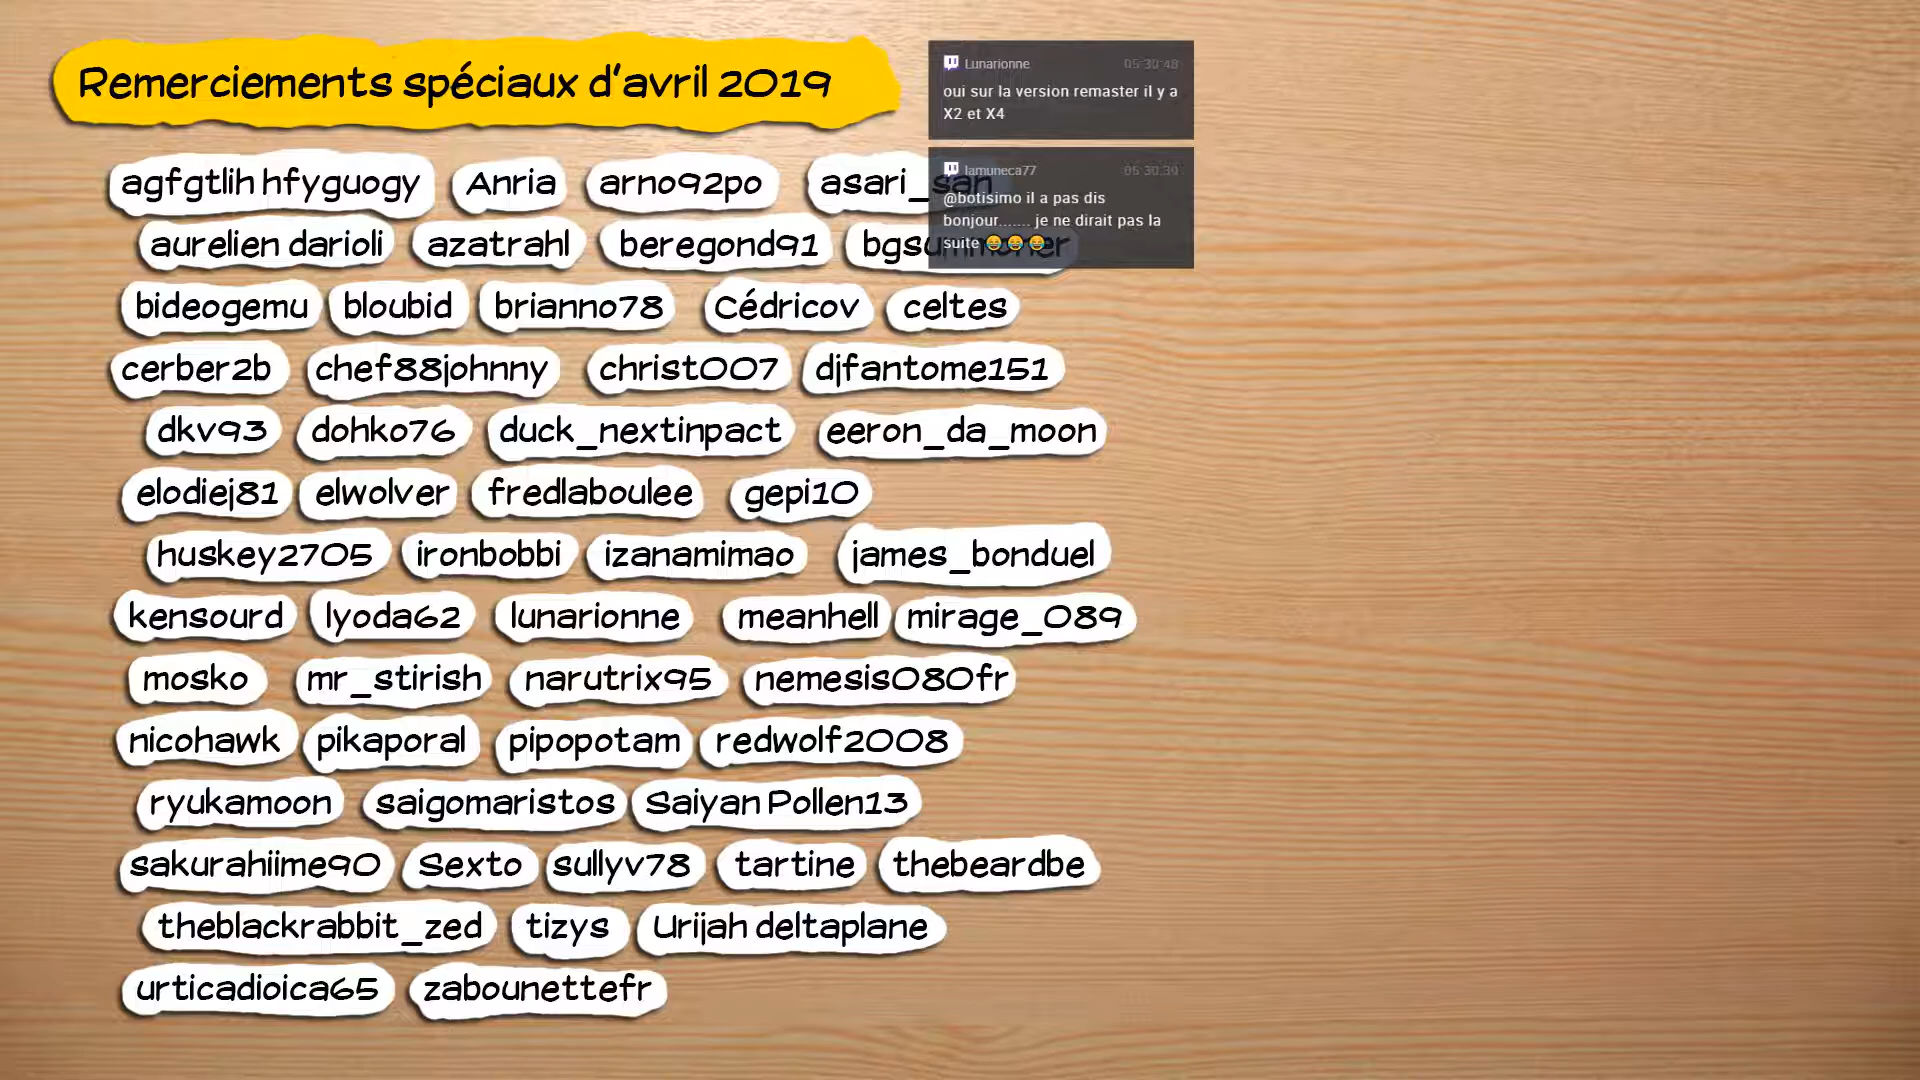 Remerciements spéciaux d'avril 2019
Lunarionne 05:30:48
oui sur la version remaster il y a
X2 et X4
lamuneca77 05:30:39
@botisimo il a pas dis
bonjour....... je ne dirait pas la
suite 😄😄😄
agfgtlih hfyguogy Anria arno92po asari_san
aurelien darioli azatrahl beregond91 bgsummoner
bideogemu bloubid brianno78 Cédricov celtes
cerber2b chef88johnny christ007 djfantome151
dkv93 dohko76 duck_nextinpact eeron_da_moon
elodiej81 elwolver fredlaboulee gepi10
huskey2705 ironbobbi izanamimao james_bonduel
kensourd lyoda62 lunarionne meanhell mirage_089
mosko mr_stirish narutrix95 nemesis080fr
nicohawk pikaporal pipopotam redwolf2008
ryukamoon saigomaristos Saiyan Pollen13
sakurahiime90 Sexto sullyv78 tartine thebeardbe
theblackrabbit_zed tizys Urijah deltaplane
urticadioica65 zabounettefr